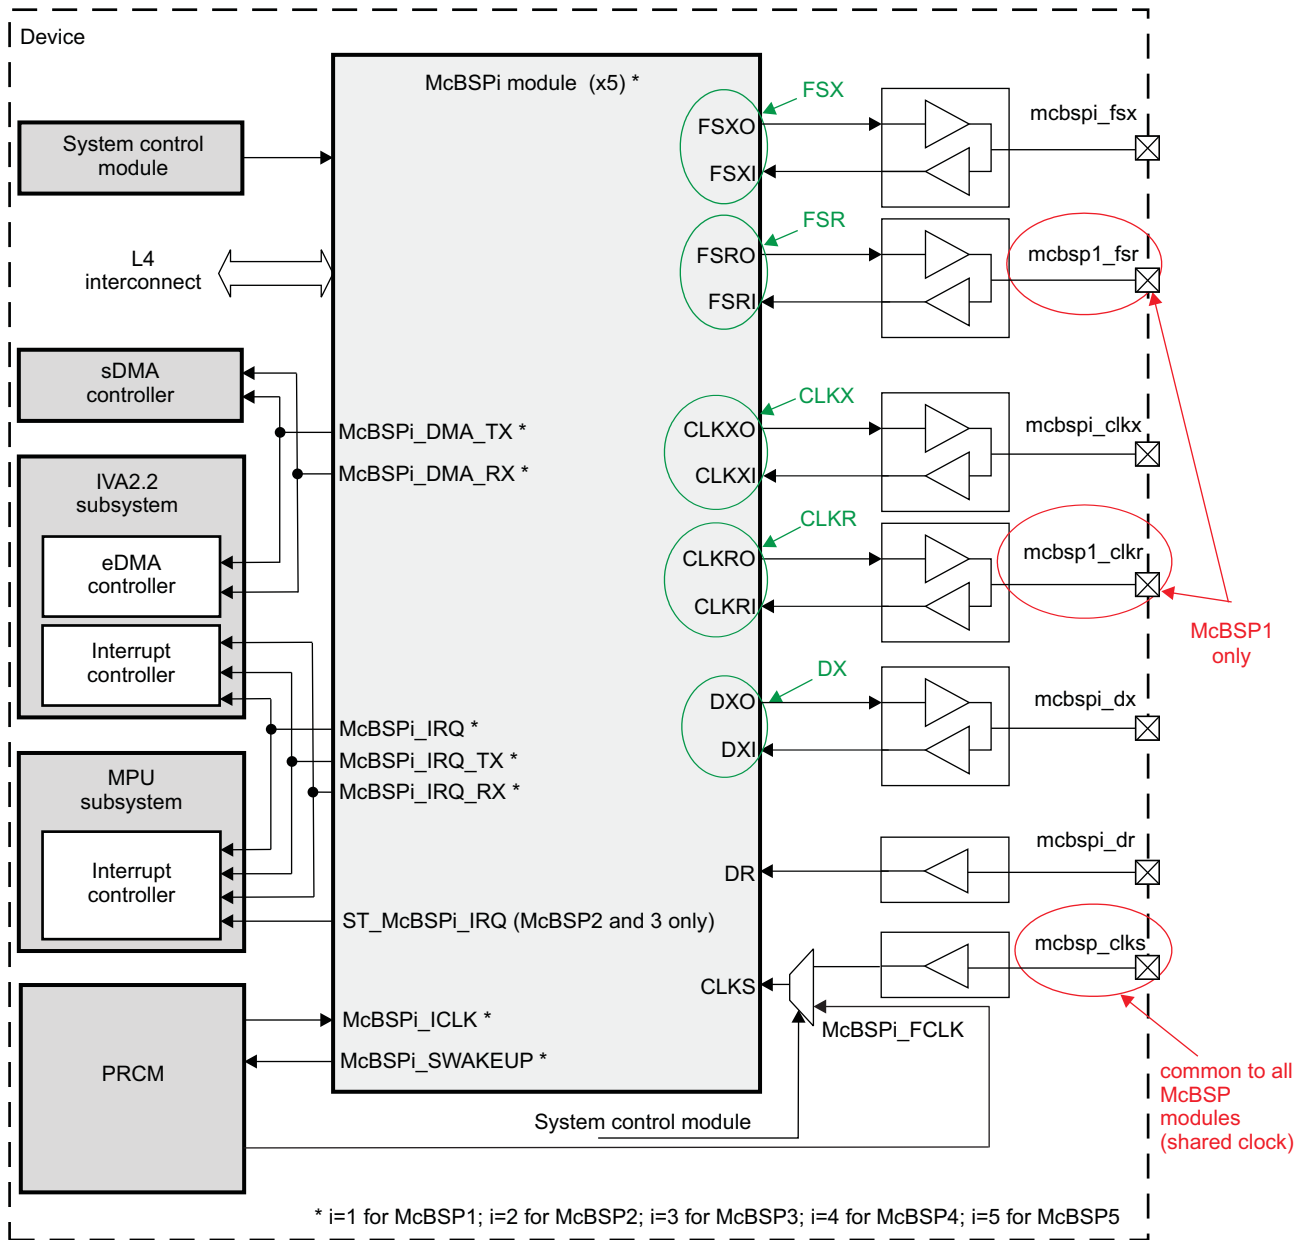 Device
McBSPi module (x5) *
System control
module
L4
interconnect
sDMA
controller
IVA2.2
subsystem
eDMA
controller
Interrupt
controller
MPU
subsystem
Interrupt
controller
PRCM
McBSPi_DMA_TX *
McBSPi_DMA_RX *
McBSPi_IRQ *
McBSPi_IRQ_TX *
McBSPi_IRQ_RX *
ST_McBSPi_IRQ (McBSP2 and 3 only)
McBSPi_ICLK *
McBSPi_SWAKEUP *
FSX
FSXO
FSXI
FSR
FSRO
FSRI
CLKX
CLKXO
CLKXI
CLKR
CLKRO
CLKRI
DX
DXO
DXI
DR
CLKS
McBSPi_FCLK
System control module
mcbspi_fsx
mcbsp1_fsr
mcbspi_clkx
mcbsp1_clkr
McBSP1
only
mcbspi_dx
mcbspi_dr
mcbsp_clks
common to all
McBSP
modules
(shared clock)
* i=1 for McBSP1; i=2 for McBSP2; i=3 for McBSP3; i=4 for McBSP4; i=5 for McBSP5